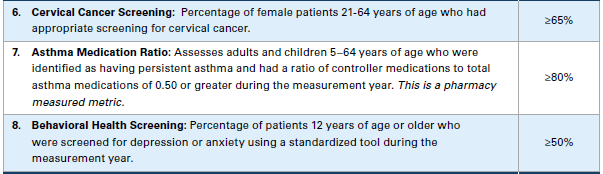 6. Cervical Cancer Screening: Percentage of female patients 21-64 years of age who had
appropriate screening for cervical cancer.
≥65%
7. Asthma Medication Ratio: Assesses adults and children 5–64 years of age who were
identified as having persistent asthma and had a ratio of controller medications to total
asthma medications of 0.50 or greater during the measurement year. This is a pharmacy
measured metric.
≥80%
8. Behavioral Health Screening: Percentage of patients 12 years of age or older who
were screened for depression or anxiety using a standardized tool during the
measurement year.
≥50%